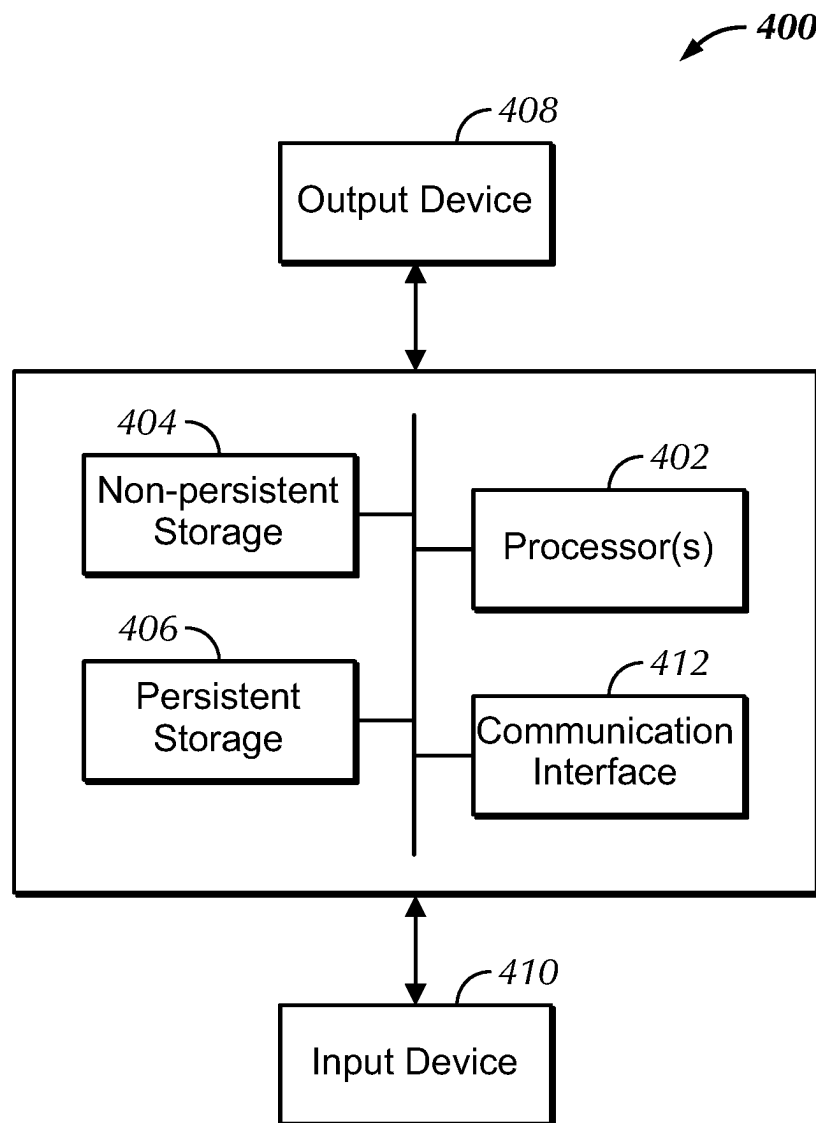 400
408
Output Device
404
Non-persistent
Storage
402
Processor(s)
406
Persistent
Storage
412
Communication
Interface
410
Input Device